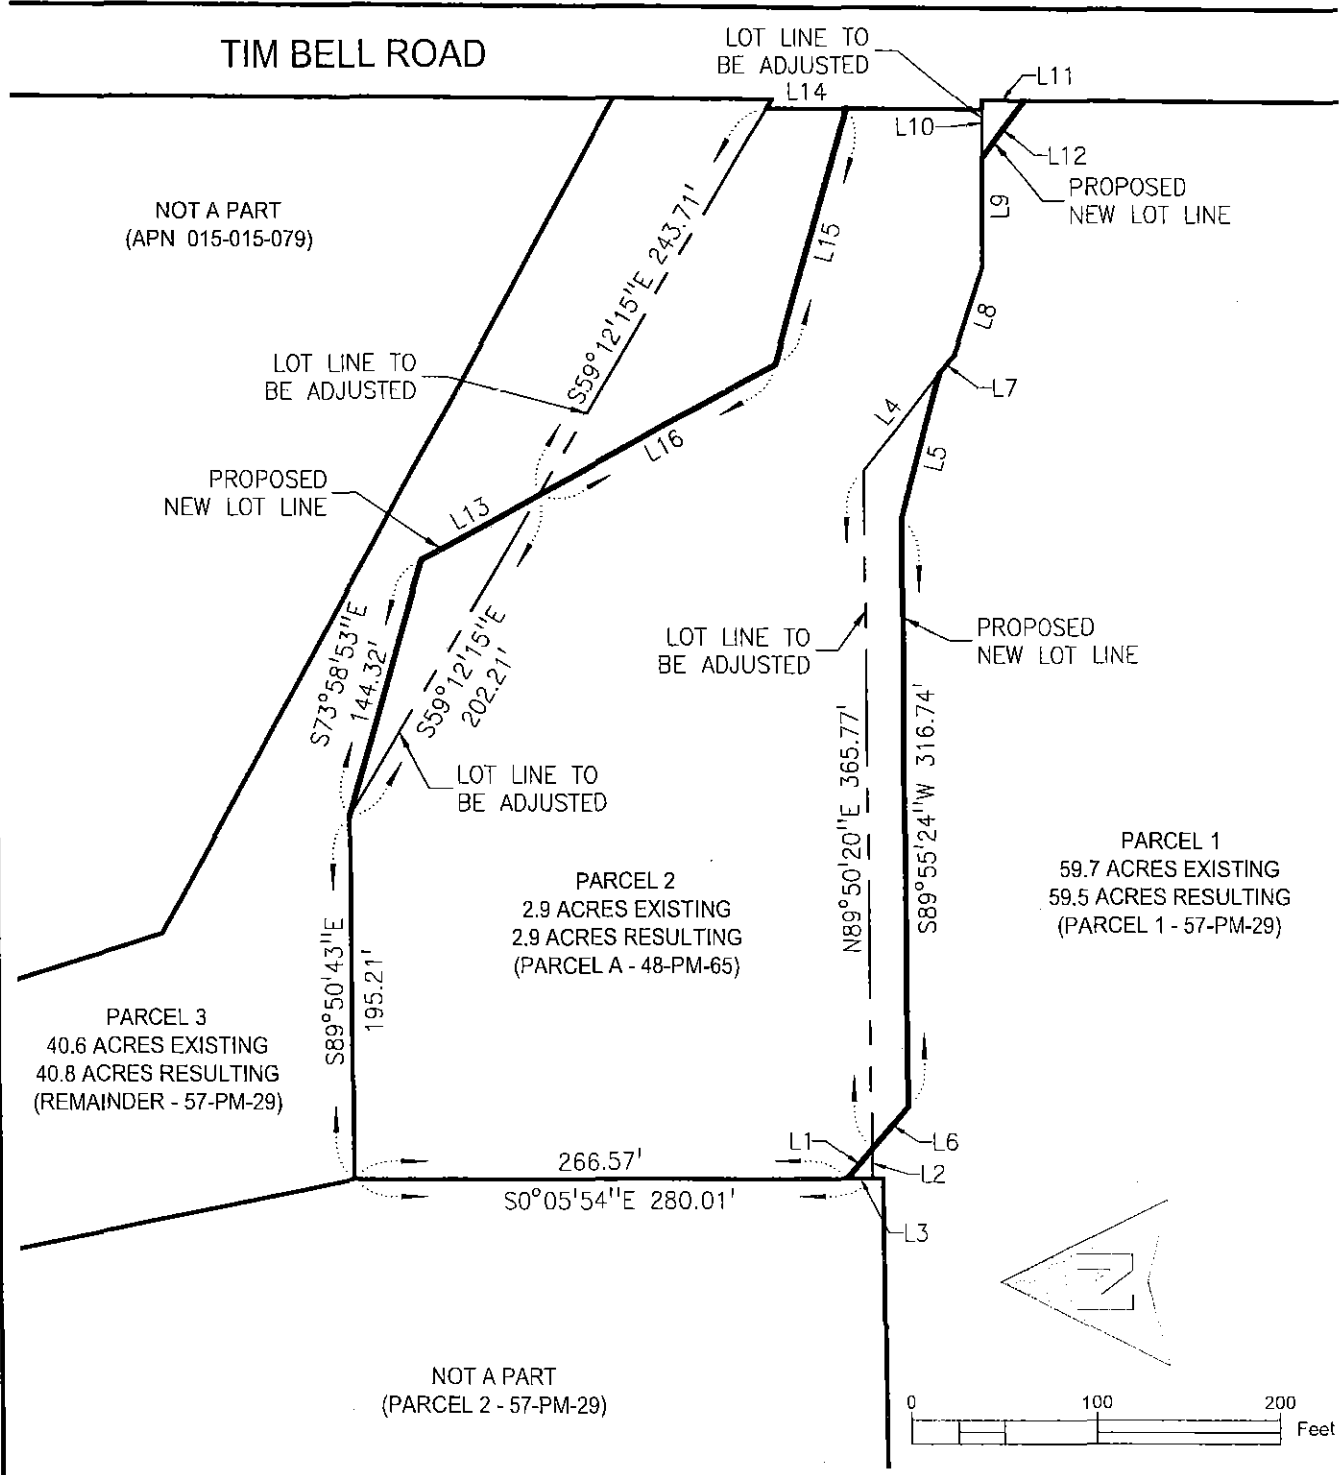 TIM BELL ROAD
LOT LINE TO
BE ADJUSTED
L14
L11
L10
L12
PROPOSED
NEW LOT LINE
NOT A PART
(APN 015-015-079)
L9
S59°12'15"E 243.71'
L15
L8
LOT LINE TO
BE ADJUSTED
L7
L4
L16
L5
PROPOSED
NEW LOT LINE
L13
S73°58'53"E
144.32'
S59°12'15"E
202.21'
LOT LINE TO
BE ADJUSTED
PROPOSED
NEW LOT LINE
LOT LINE TO
BE ADJUSTED
N89°50'20"E 365.77'
S89°55'24"W 316.74'
PARCEL 1
59.7 ACRES EXISTING
59.5 ACRES RESULTING
(PARCEL 1 - 57-PM-29)
PARCEL 2
2.9 ACRES EXISTING
2.9 ACRES RESULTING
(PARCEL A - 48-PM-65)
S89°50'43"E
195.21'
PARCEL 3
40.6 ACRES EXISTING
40.8 ACRES RESULTING
(REMAINDER - 57-PM-29)
L1
L6
L2
266.57'
S0°05'54"E 280.01'
L3
N
NOT A PART
(PARCEL 2 - 57-PM-29)
0 100 200
Feet